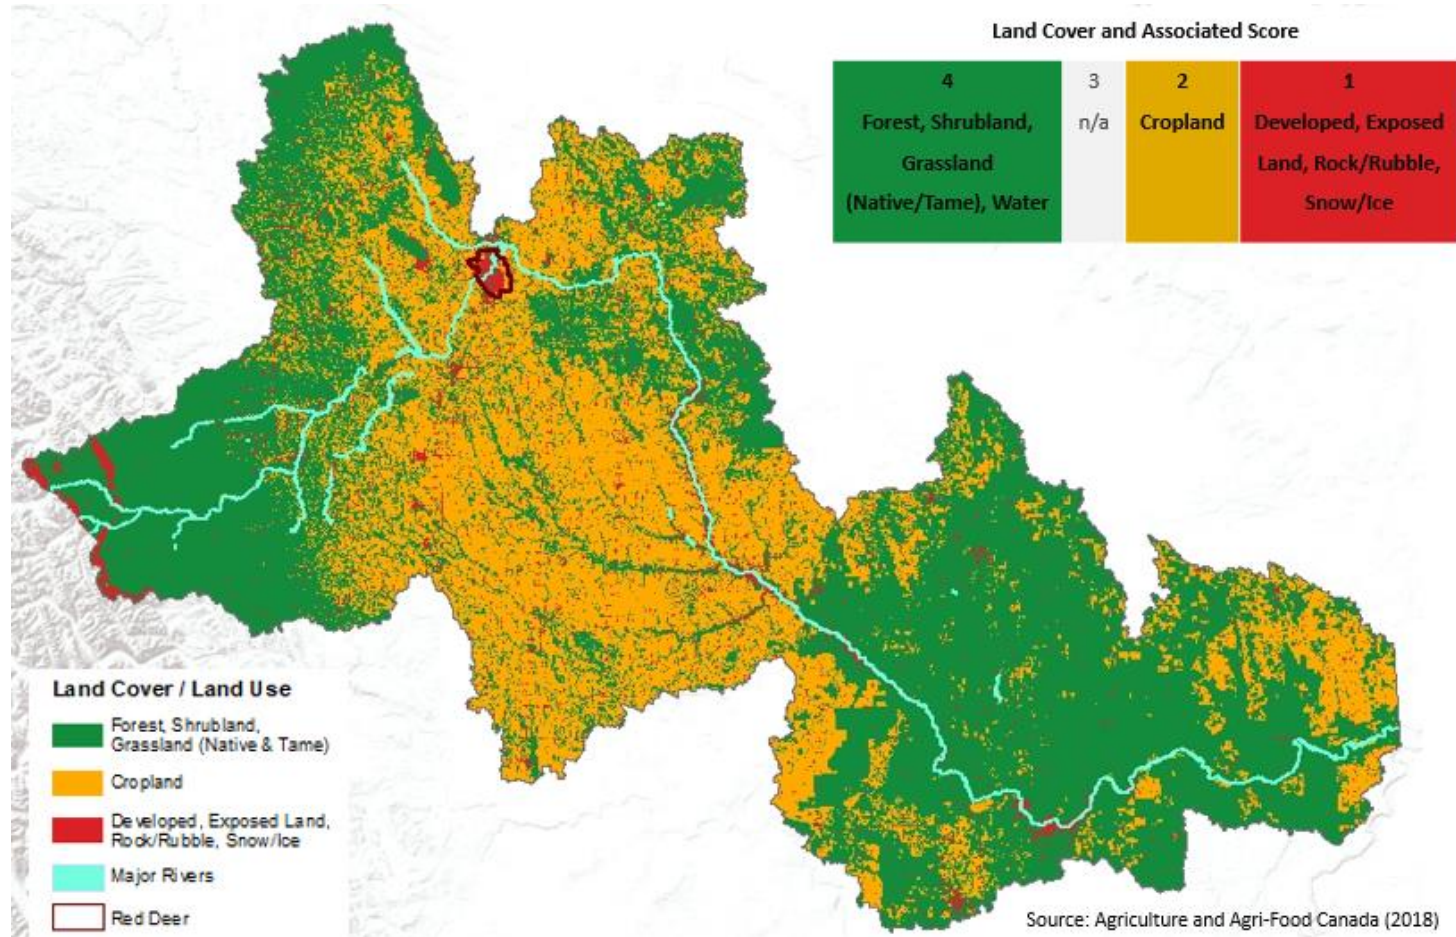 Land Cover and Associated Score
4
Forest, Shrubland,
Grassland
(Native/Tame), Water
3
n/a
2
Cropland
1
Developed, Exposed
Land, Rock/Rubble,
Snow/Ice
Land Cover / Land Use
Forest, Shrubland,
Grassland (Native & Tame)
Cropland
Developed, Exposed Land,
Rock/Rubble, Snow/Ice
Major Rivers
Red Deer
Source: Agriculture and Agri-Food Canada (2018)